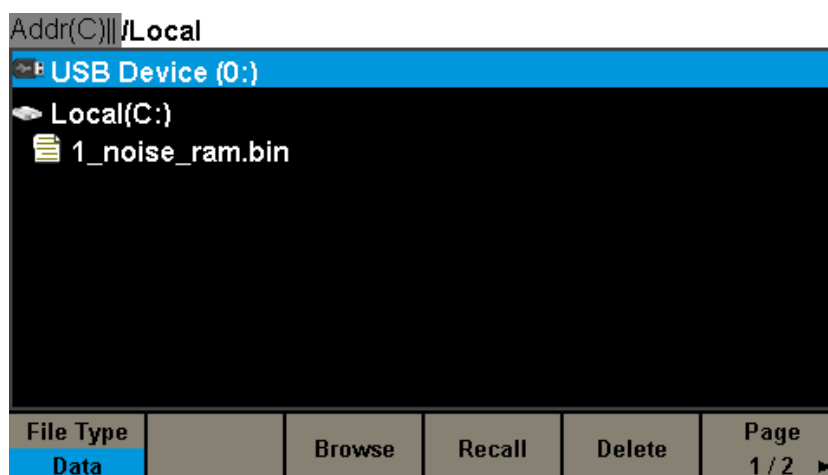 Addr(C)|| /Local
USB Device (0:)
Local(C:)
1_noise_ram.bin
File Type
Data
Browse
Recall
Delete
Page
1/2